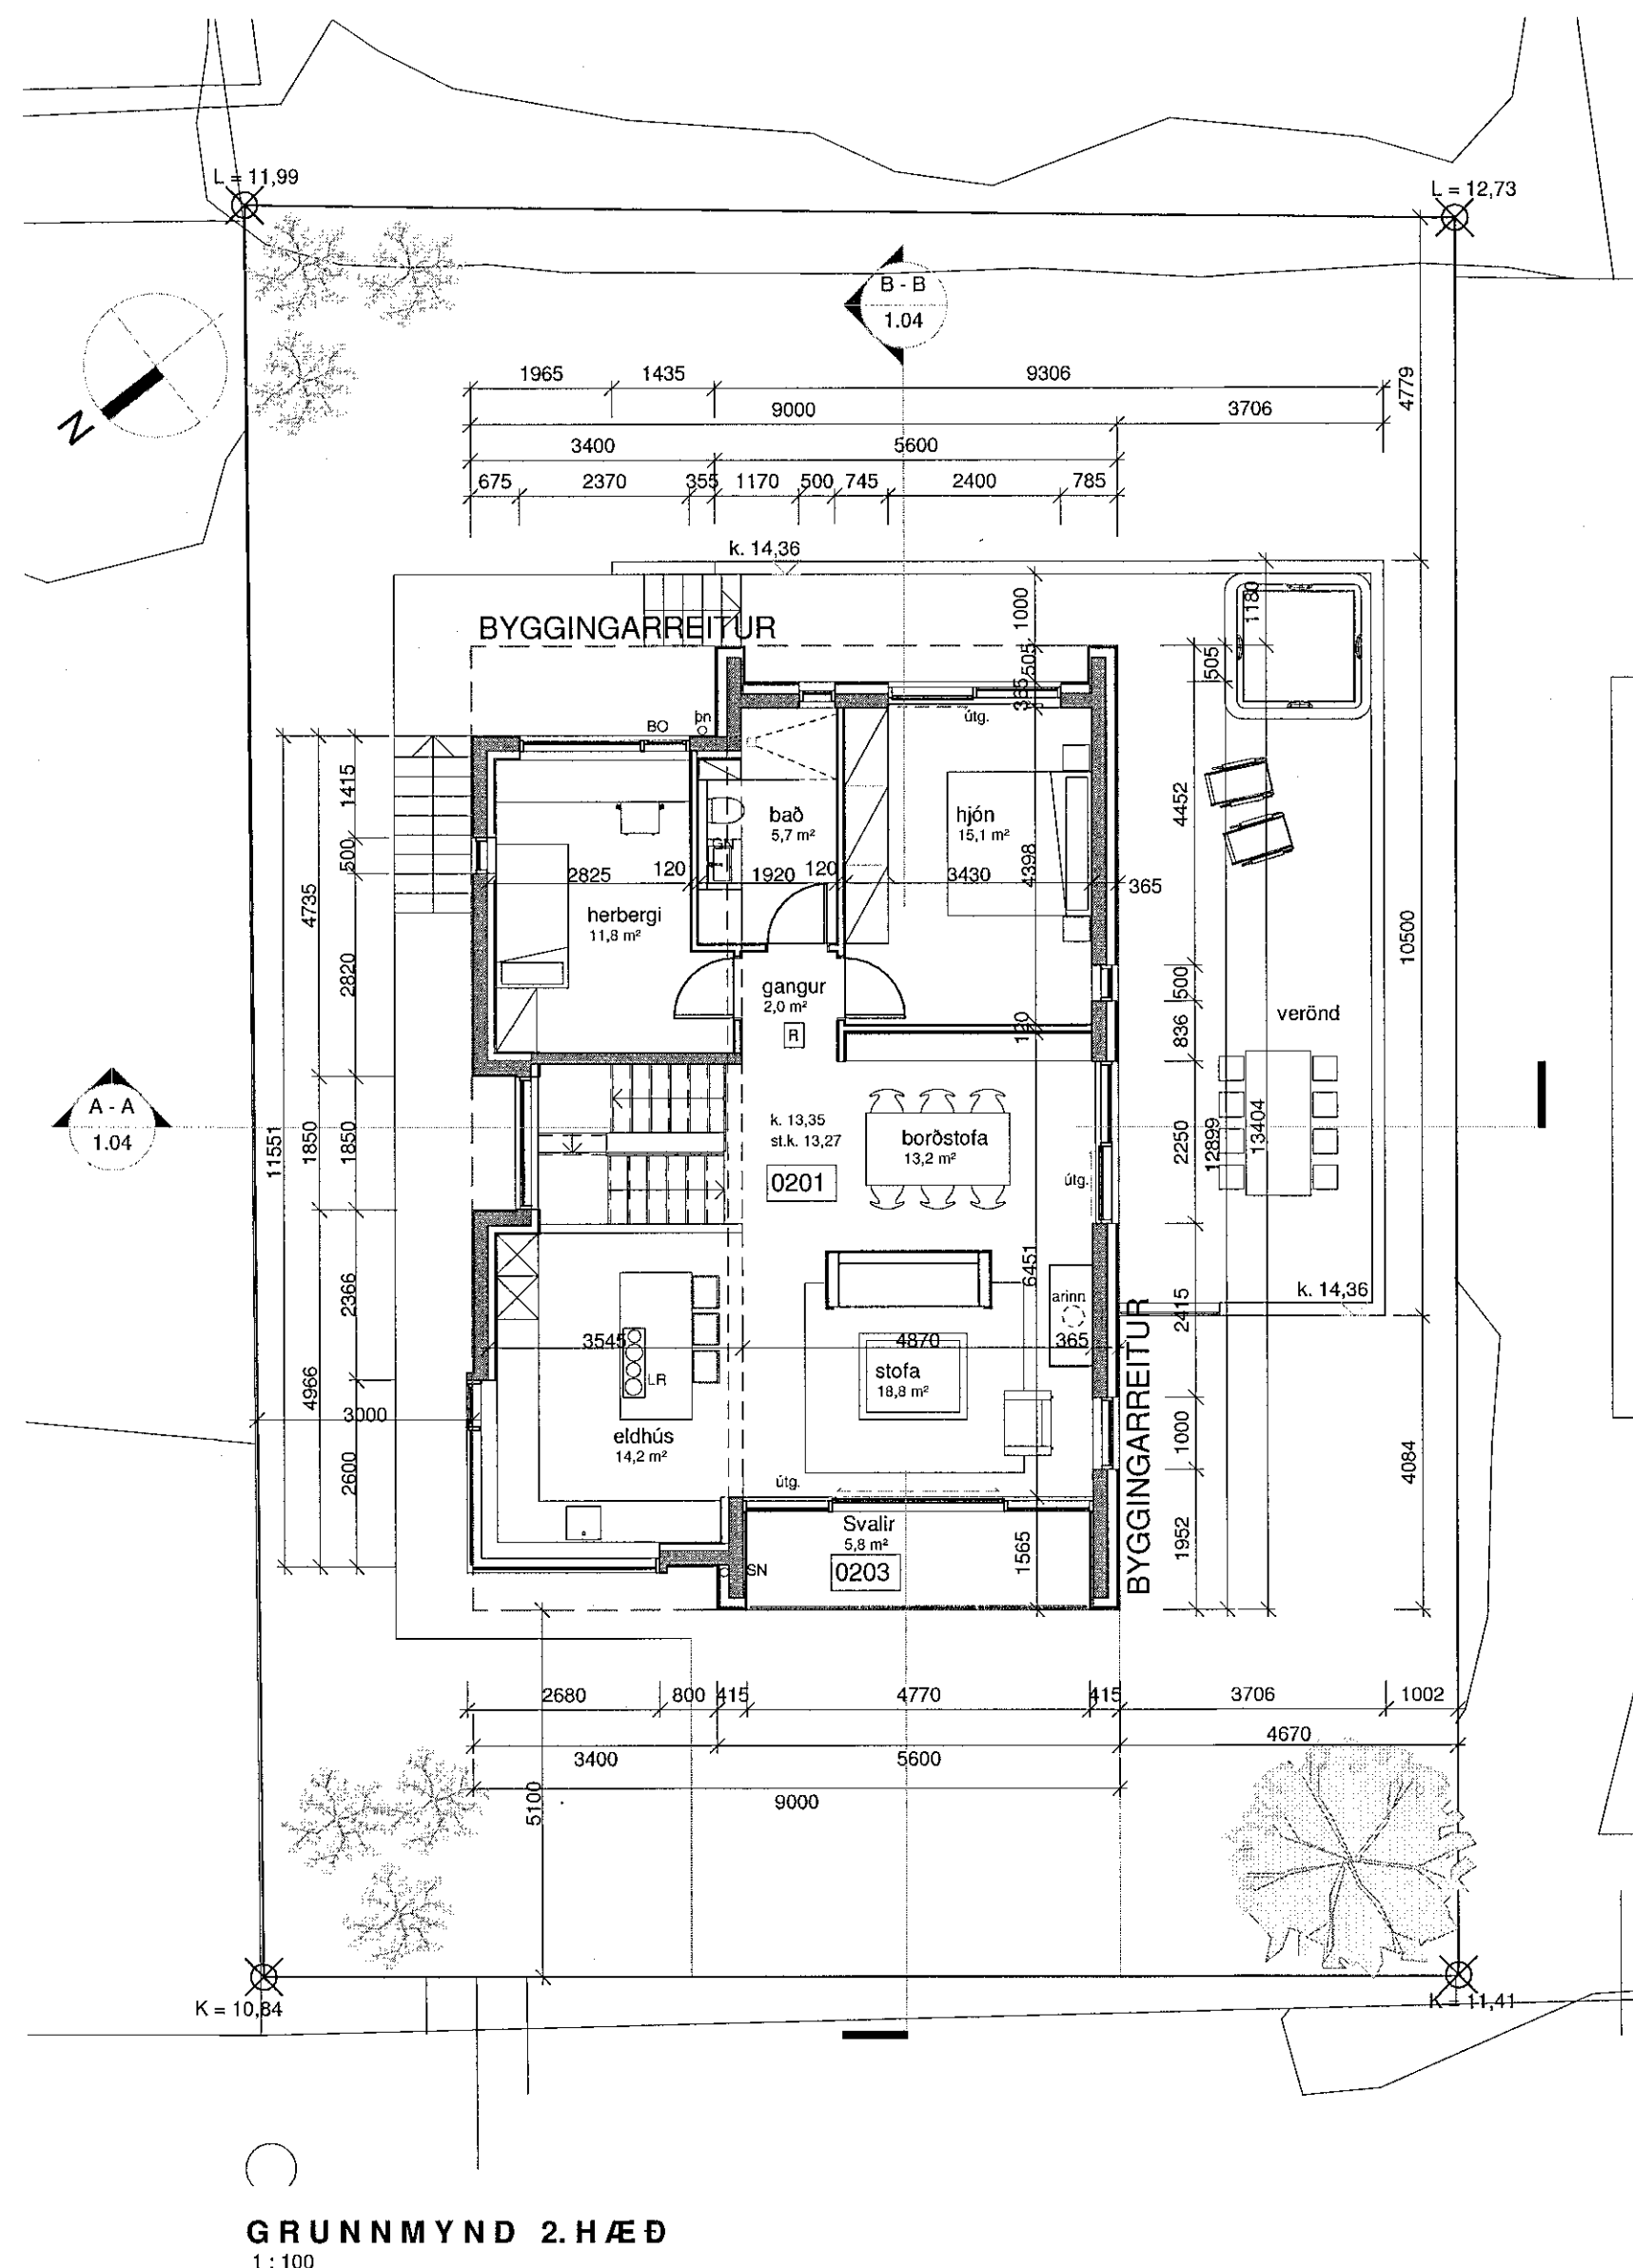 L = 11,99
L = 12,73
B - B
1.04
N
1965
1435
9306
4779
9000
3706
3400
5600
675
2370
355
1170
500
745
2400
785
k. 14,36
BYGGINGARREITUR
1000
505
365
1180
505
BO
þn
útg.
1415
500
4735
2820
bað
5,7 m²
hjón
15,1 m²
4452
2825
120
1920
120
3430
4398
365
herbergi
11,8 m²
10500
gangur
2,0 m²
R
500
836
120
verönd
A - A
1.04
11551
1850
1850
k. 13,35
st.k. 13,27
borðstofa
13,2 m²
0201
útg.
2250
12899
13404
2366
6451
arinn
2415
k. 14,36
BYGGINGARREITUR
3545
4870
365
stofa
18,8 m²
LR
4966
3000
eldhús
14,2 m²
1000
4084
2600
útg.
Svalir
5,8 m²
0203
SN
1565
1952
2680
800
415
4770
415
3706
1002
3400
5600
4670
9000
5100
K = 10,84
K = 11,41
GRUNNMYND 2. HÆÐ
1 : 100